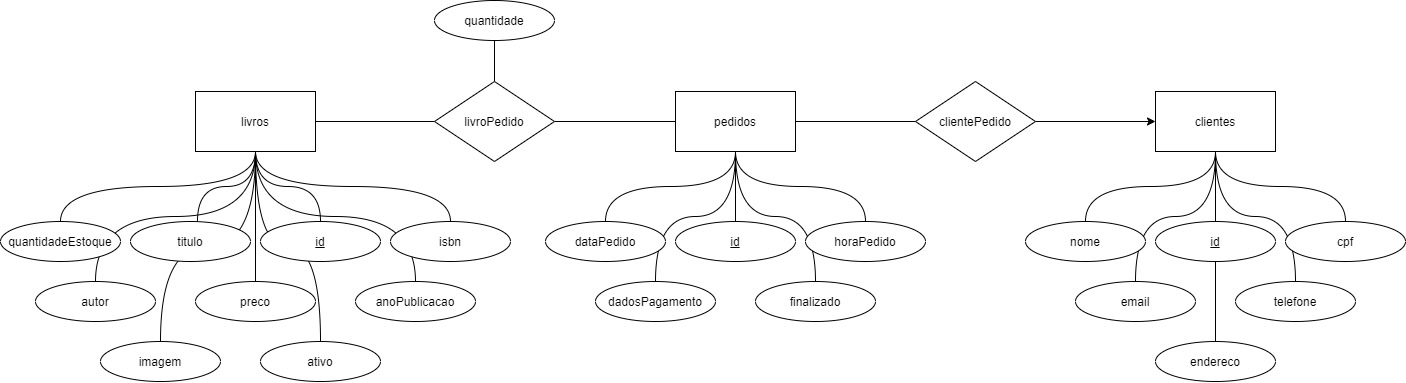 quantidade
livros
livroPedido
pedidos
clientePedido
clientes
quantidadeEstoque
titulo
id
isbn
dataPedido
id
horaPedido
nome
id
cpf
autor
preco
anoPublicacao
dadosPagamento
finalizado
email
telefone
imagem
ativo
endereco